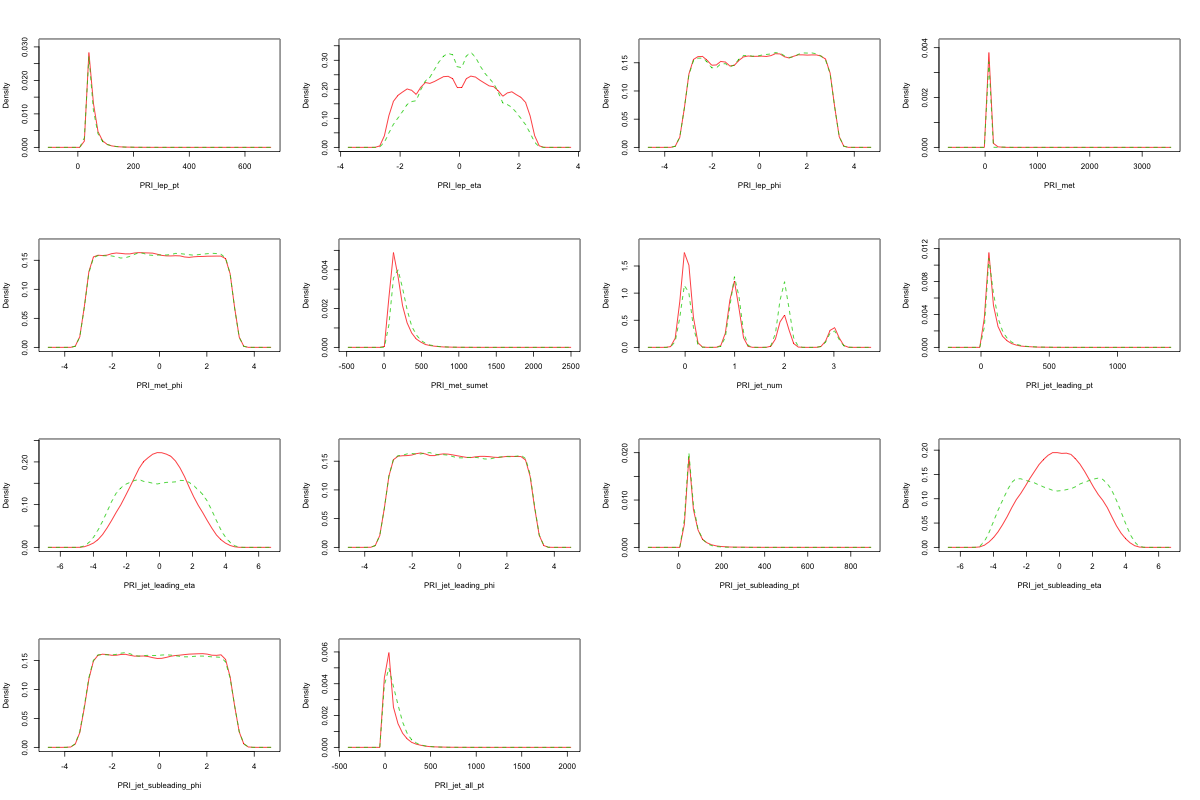 Density
0.000 0.010 0.020 0.030
0 200 400 600
PRI_lep_pt
Density
0.00 0.10 0.20 0.30
-4 -2 0 2 4
PRI_lep_eta
Density
0.00 0.05 0.10 0.15
-4 -2 0 2 4
PRI_lep_phi
Density
0.000 0.002 0.004
0 1000 2000 3000
PRI_met
Density
0.00 0.05 0.10 0.15
-4 -2 0 2 4
PRI_met_phi
Density
0.000 0.002 0.004
-500 0 500 1000 1500 2000 2500
PRI_met_sumet
Density
0.0 0.5 1.0 1.5
0 1 2 3
PRI_jet_num
Density
0.000 0.004 0.008 0.012
0 500 1000
PRI_jet_leading_pt
Density
0.00 0.05 0.10 0.15 0.20
-6 -4 -2 0 2 4 6
PRI_jet_leading_eta
Density
0.00 0.05 0.10 0.15
-4 -2 0 2 4
PRI_jet_leading_phi
Density
0.000 0.010 0.020
0 200 400 600 800
PRI_jet_subleading_pt
Density
0.00 0.05 0.10 0.15 0.20
-6 -4 -2 0 2 4 6
PRI_jet_subleading_eta
Density
0.00 0.05 0.10 0.15
-4 -2 0 2 4
PRI_jet_subleading_phi
Density
0.000 0.002 0.004 0.006
-500 0 500 1000 1500 2000
PRI_jet_all_pt